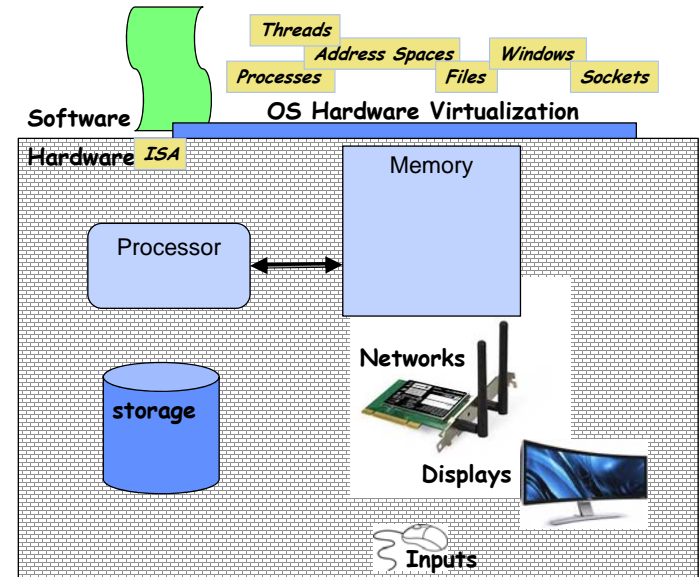 Threads
Address Spaces
Windows
Processes
Files
Sockets
Software
OS Hardware Virtualization
Hardware
ISA
Memory
Processor
Networks
storage
Displays
Inputs